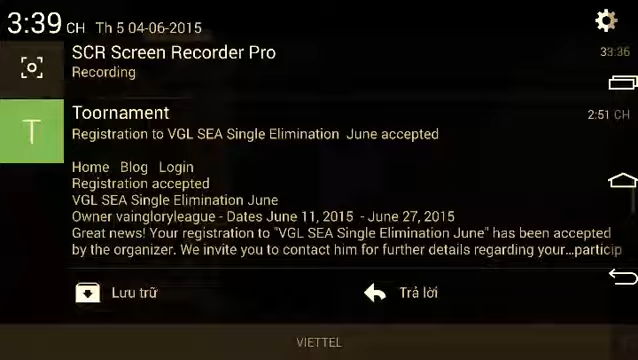 3:39 CH Th 5 04-06-2015
SCR Screen Recorder Pro
33:36
Recording
T
Toornament
2:51 CH
Registration to VGL SEA Single Elimination June accepted
Home Blog Login
Registration accepted
VGL SEA Single Elimination June
Owner vaingloryleague - Dates June 11, 2015 - June 27, 2015
Great news! Your registration to "VGL SEA Single Elimination June" has been accepted
by the organizer. We invite you to contact him for further details regarding your...particip
Lưu trữ
Trả lời
VIETTEL